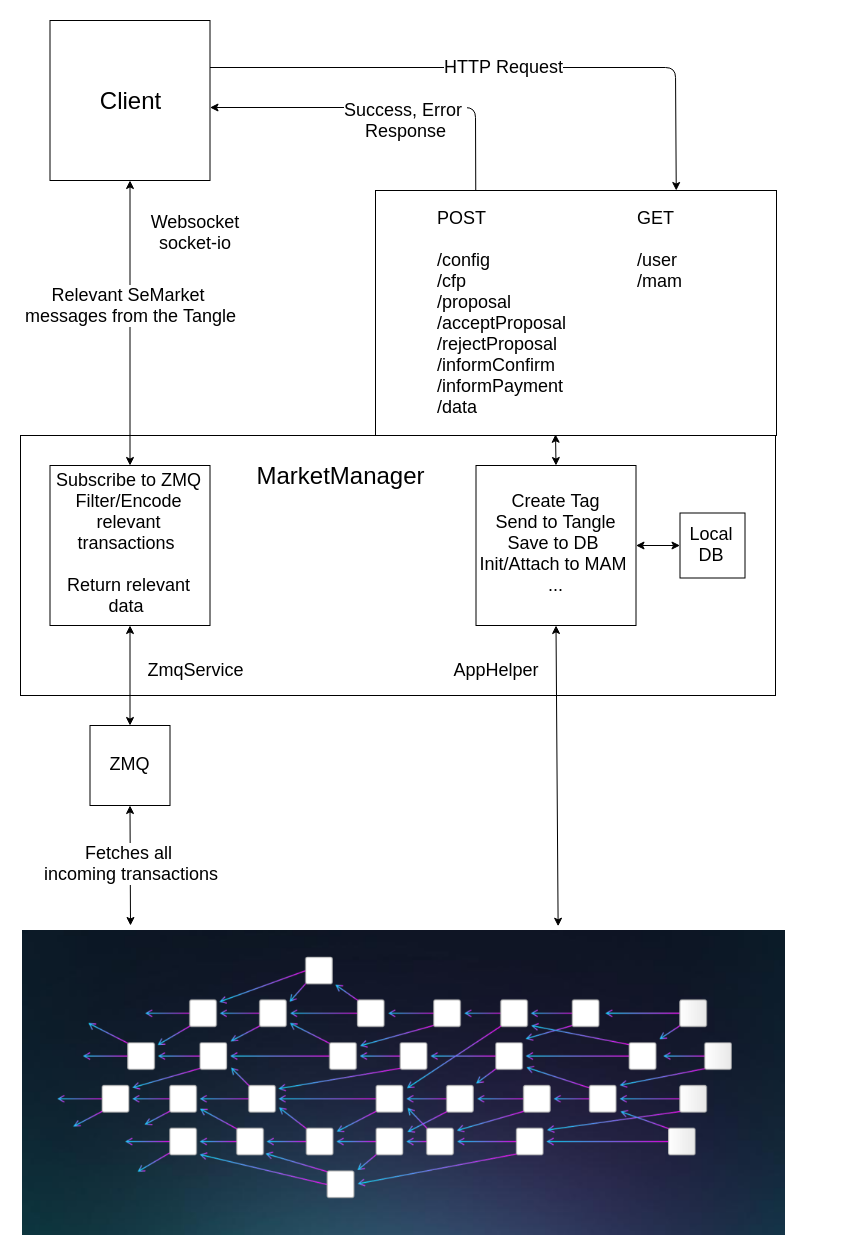 Client
HTTP Request
Success, Error
Response
Websocket
socket-io
Relevant SeMarket
messages from the Tangle
POST
/config
/cfp
/proposal
/acceptProposal
/rejectProposal
/informConfirm
/informPayment
/data
GET
/user
/mam
MarketManager
Subscribe to ZMQ
Filter/Encode
relevant
transactions
Return relevant
data
Create Tag
Send to Tangle
Save to DB
Init/Attach to MAM
...
Local
DB
ZmqService
AppHelper
ZMQ
Fetches all
incoming transactions